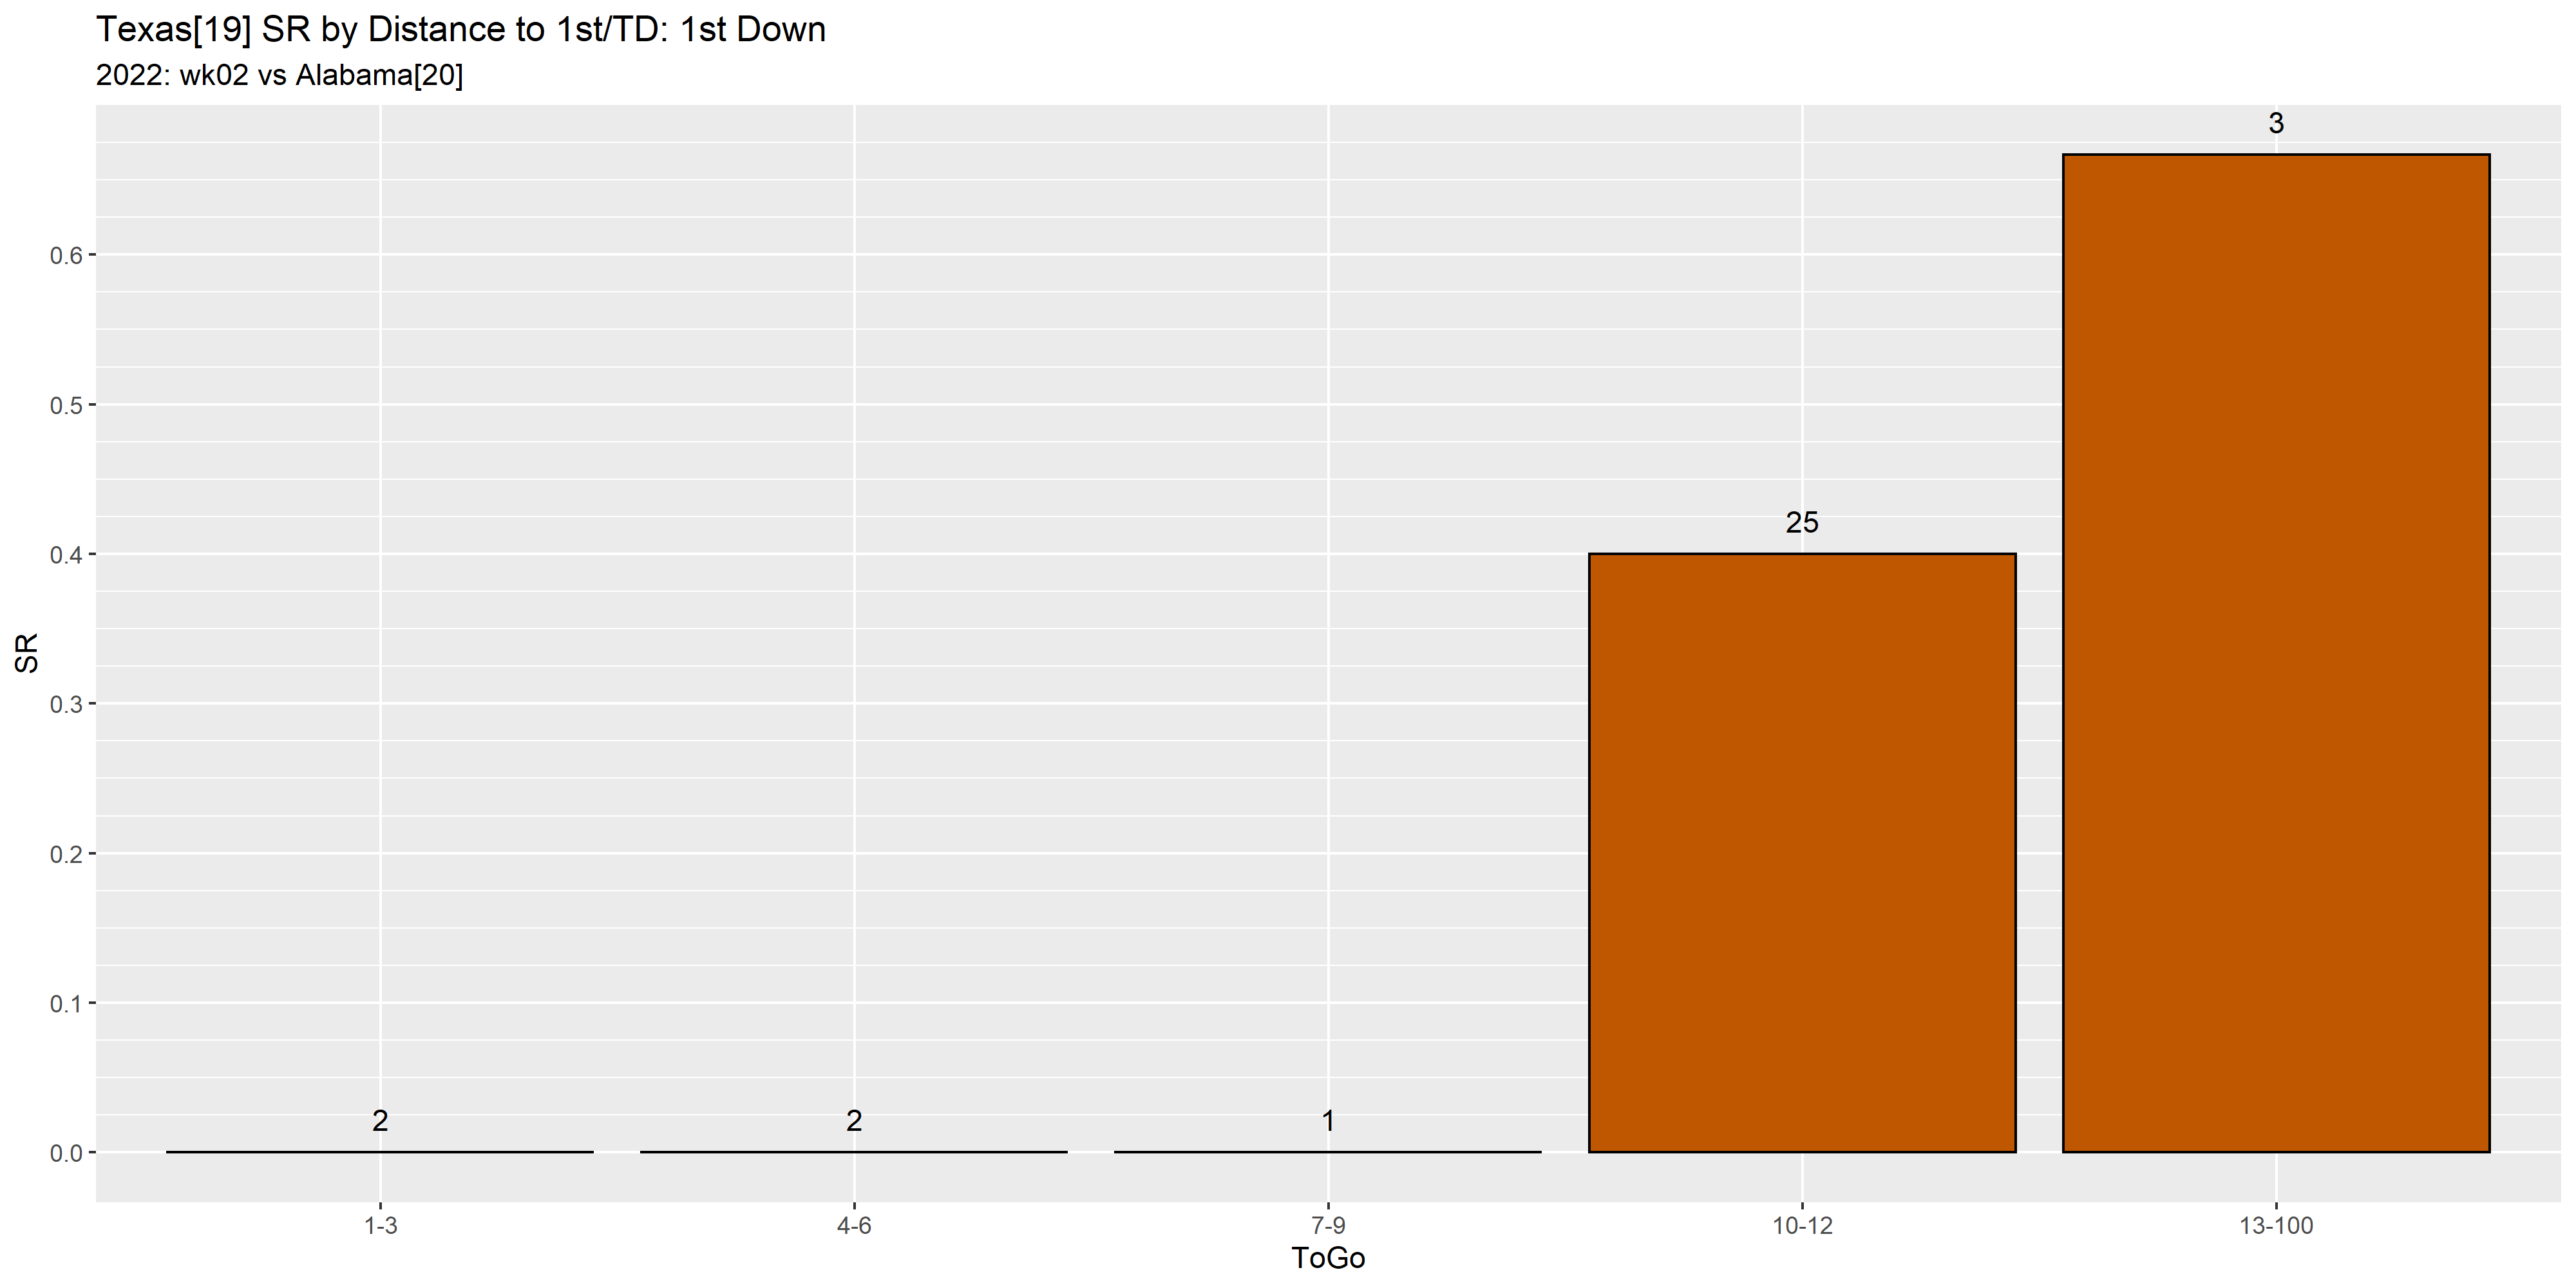 Texas[19] SR by Distance to 1st/TD: 1st Down
2022: wk02 vs Alabama[20]
3
0.6
0.5
25
0.4
SR
0.3
0.2
0.1
2 2 1
0.0
1-3 4-6 7-9 10-12 13-100
ToGo